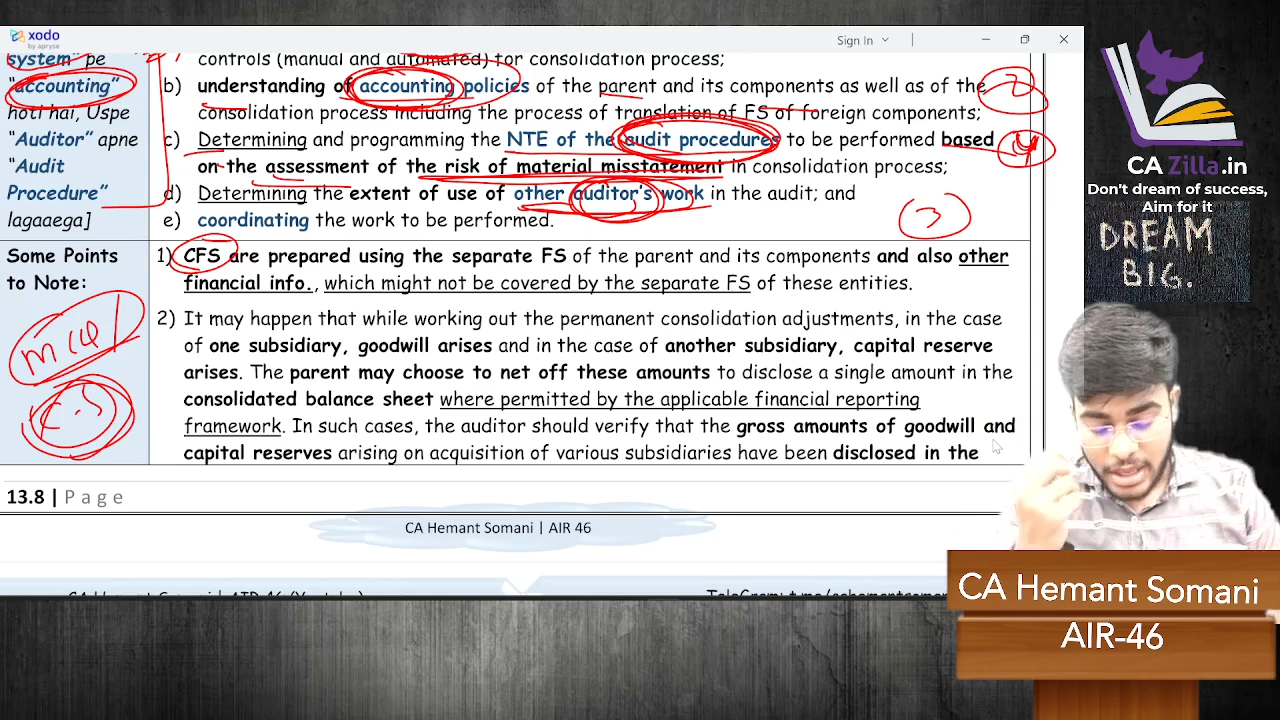 xodo
by apryse
Sign In
system" pe
"accounting"
hoti hai, Uspe
"Auditor" apne
"Audit
Procedure"
lagaaega]
controls (manual and automated) for consolidation process;
b) understanding of accounting policies of the parent and its components as well as of the
consolidation process including the process of translation of FS of foreign components;
c) Determining and programming the NTE of the audit procedures to be performed based
on the assessment of the risk of material misstatement in consolidation process;
d) Determining the extent of use of other auditor's work in the audit; and
e) coordinating the work to be performed.
2
14
3
Some Points
to Note:
MCQ
C.S
1) CFS are prepared using the separate FS of the parent and its components and also other
financial info., which might not be covered by the separate FS of these entities.
2) It may happen that while working out the permanent consolidation adjustments, in the case
of one subsidiary, goodwill arises and in the case of another subsidiary, capital reserve
arises. The parent may choose to net off these amounts to disclose a single amount in the
consolidated balance sheet where permitted by the applicable financial reporting
framework. In such cases, the auditor should verify that the gross amounts of goodwill and
capital reserves arising on acquisition of various subsidiaries have been disclosed in the
13.8 | Page
CA Hemant Somani | AIR 46
CA Zilla.in
Don't dream of success,
Aim for it
DREAM
BIG.
CA Hemant Somani
AIR-46